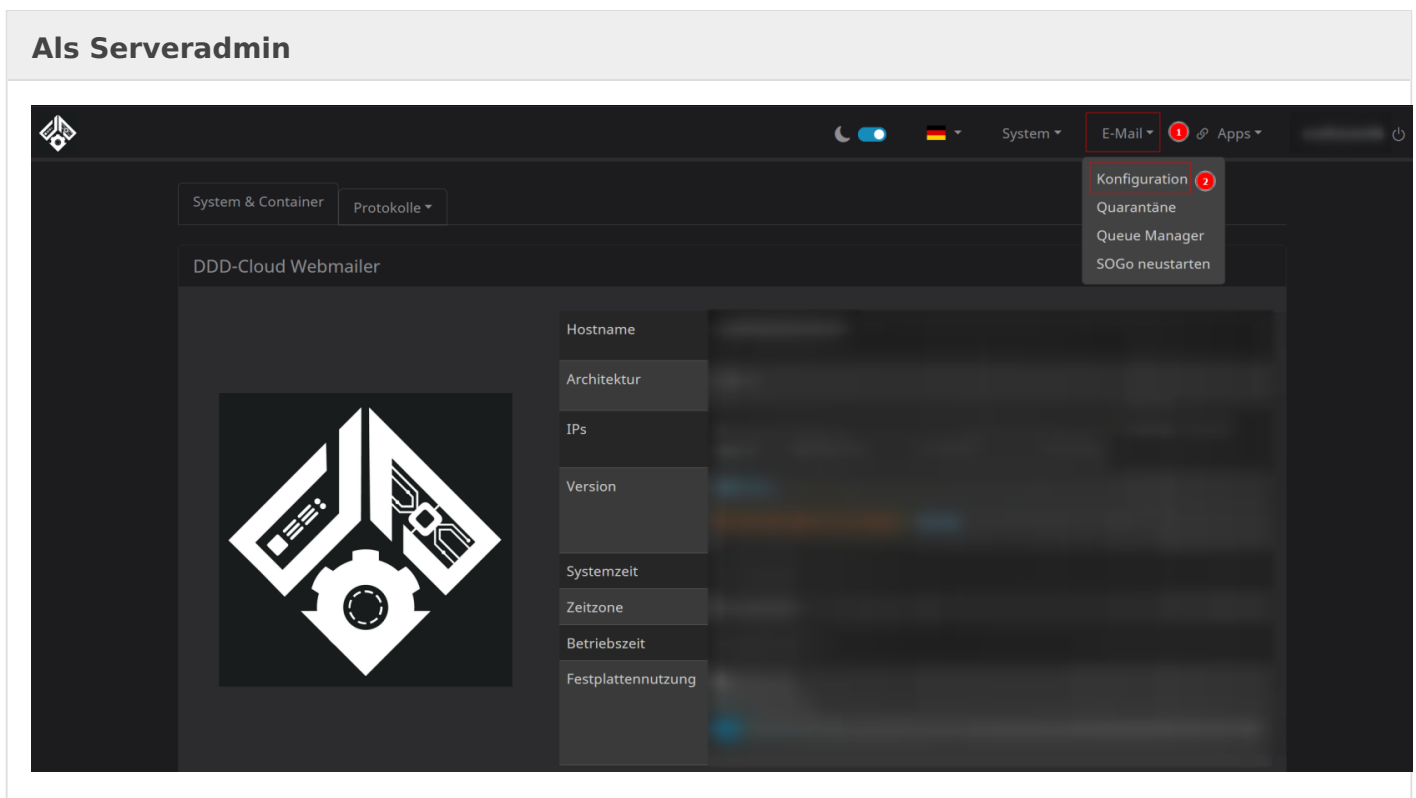 Als Serveradmin
System E-Mail 1 Apps
Konfiguration 2
Quarantäne
Queue Manager
SOGo neustarten
System & Container Protokolle
DDD-Cloud Webmailer
Hostname
Architektur
IPs
Version
Systemzeit
Zeitzone
Betriebszeit
Festplattennutzung